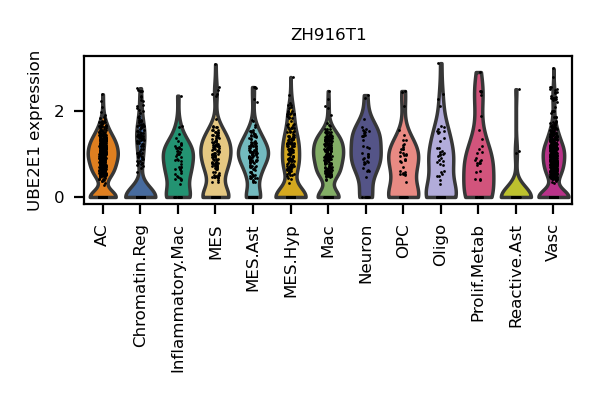 ZH916T1
UBE2E1 expression
2
0
AC
Chromatin.Reg
Inflammatory.Mac
MES
MES.Ast
MES.Hyp
Mac
Neuron
OPC
Oligo
Prolif.Metab
Reactive.Ast
Vasc